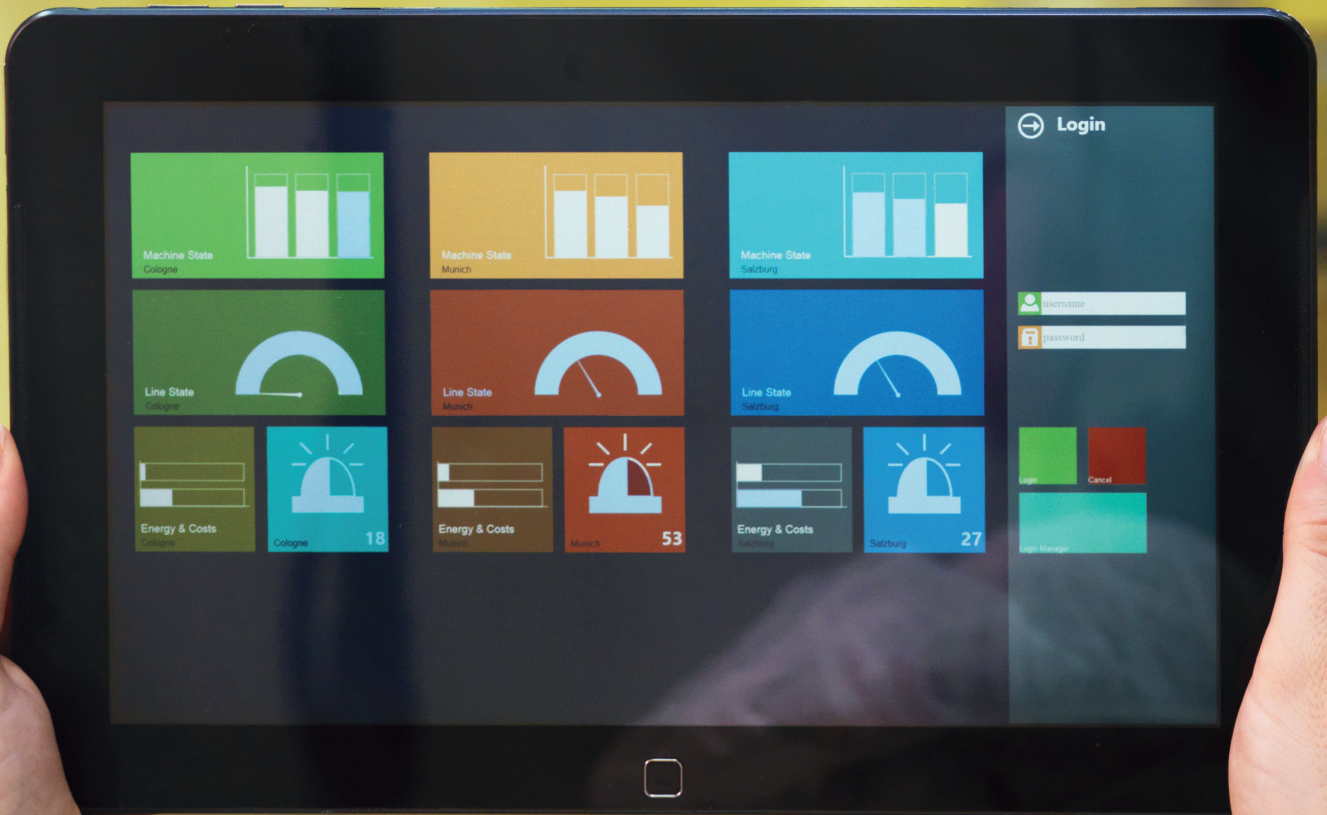 Login
Machine State
Cologne
Machine State
Munich
Machine State
Salzburg
username
password
Line State
Cologne
Line State
Munich
Line State
Salzburg
Login
Cancel
Energy & Costs
Cologne
Cologne
18
Energy & Costs
Munich
Munich
53
Energy & Costs
Salzburg
Salzburg
27
Login Manager